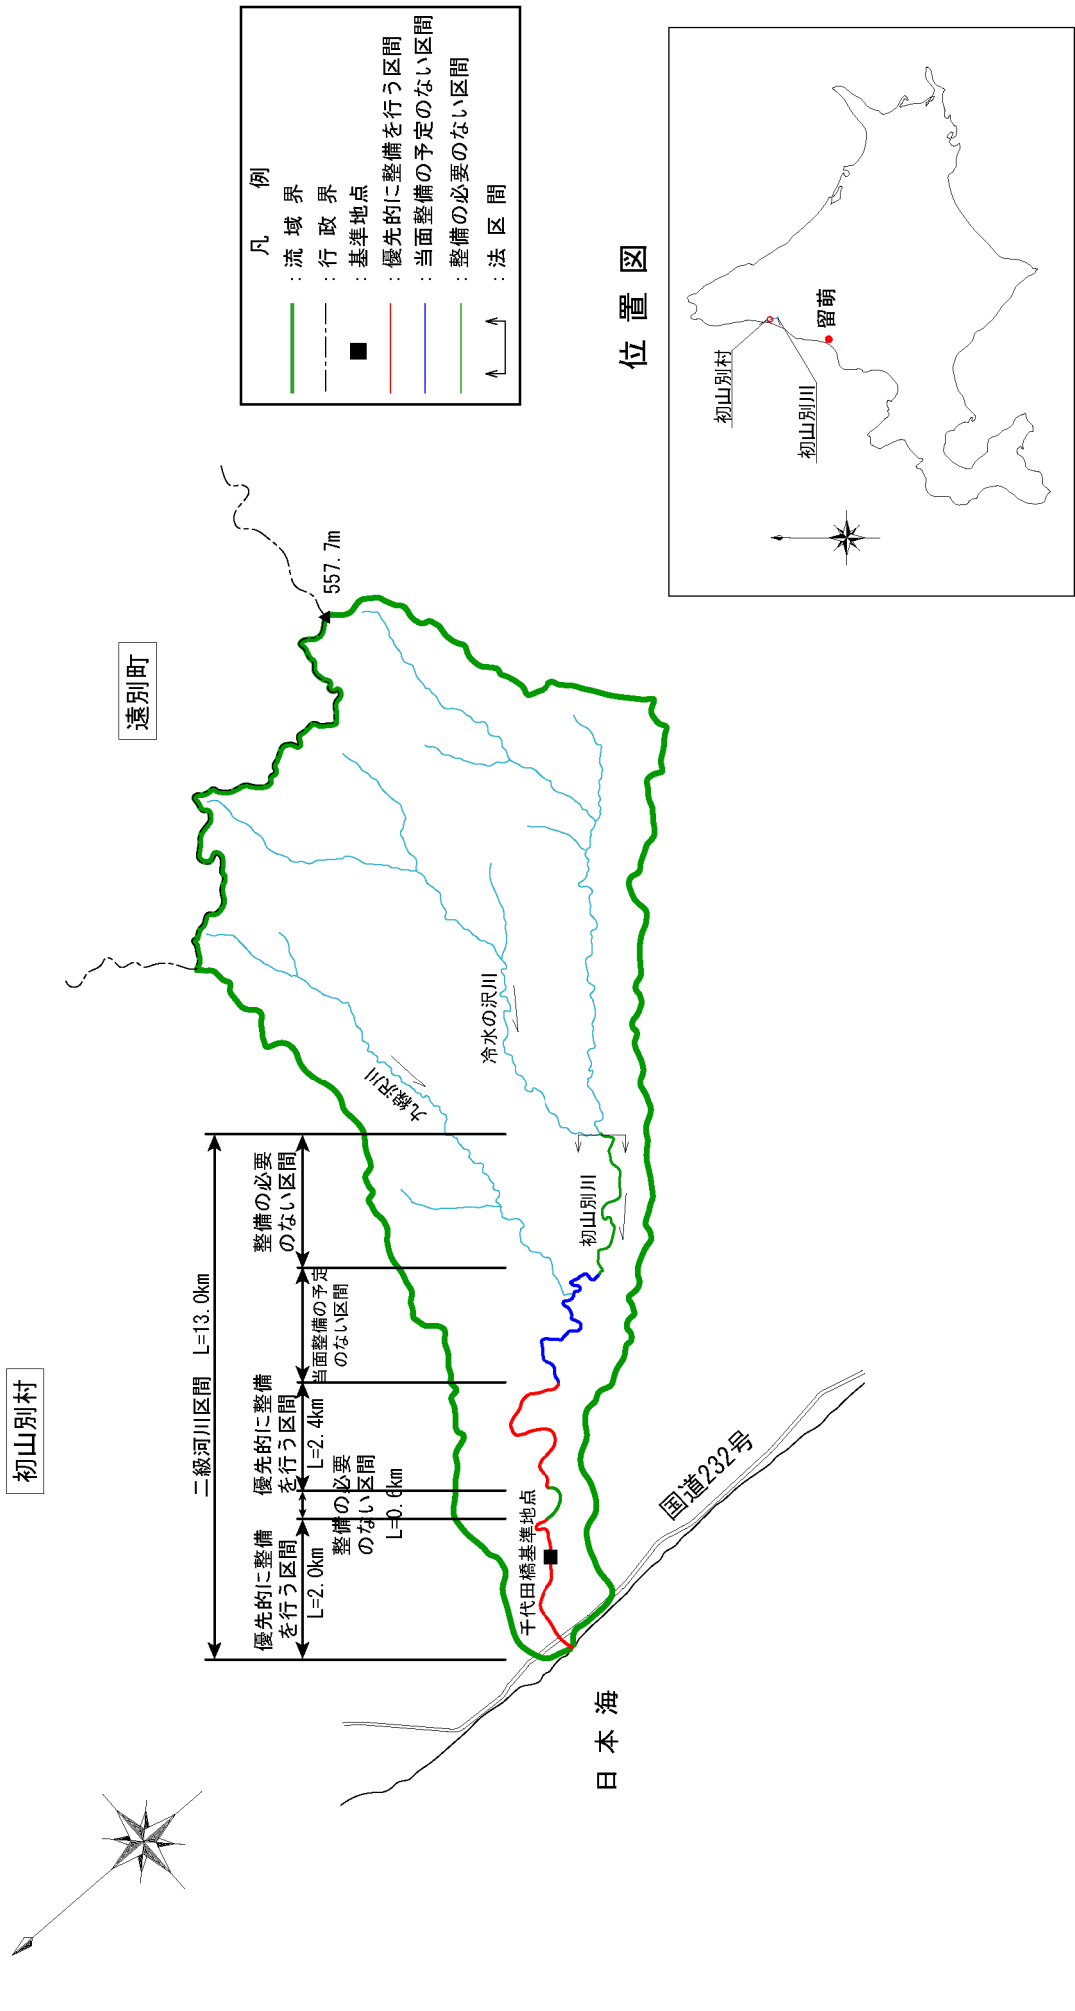 初山別村
遠別町
凡 例
：流 域 界
：行 政 界
：基準地点
：優先的に整備を行う区間
：当面整備の予定のない区間
：整備の必要のない区間
：法 区 間
557.7m
二級河川区間 L=13.0km
優先的に整備
を行う区間
L=2.0km
整備の必要
のない区間
L=0.6km
優先的に整備
を行う区間
L=2.4km
当面整備の予定
のない区間
整備の必要
のない区間
九線沢川
冷水の沢川
初山別川
千代田橋基準地点
国道232号
日 本 海
位 置 図
初山別村
初山別川
留萌